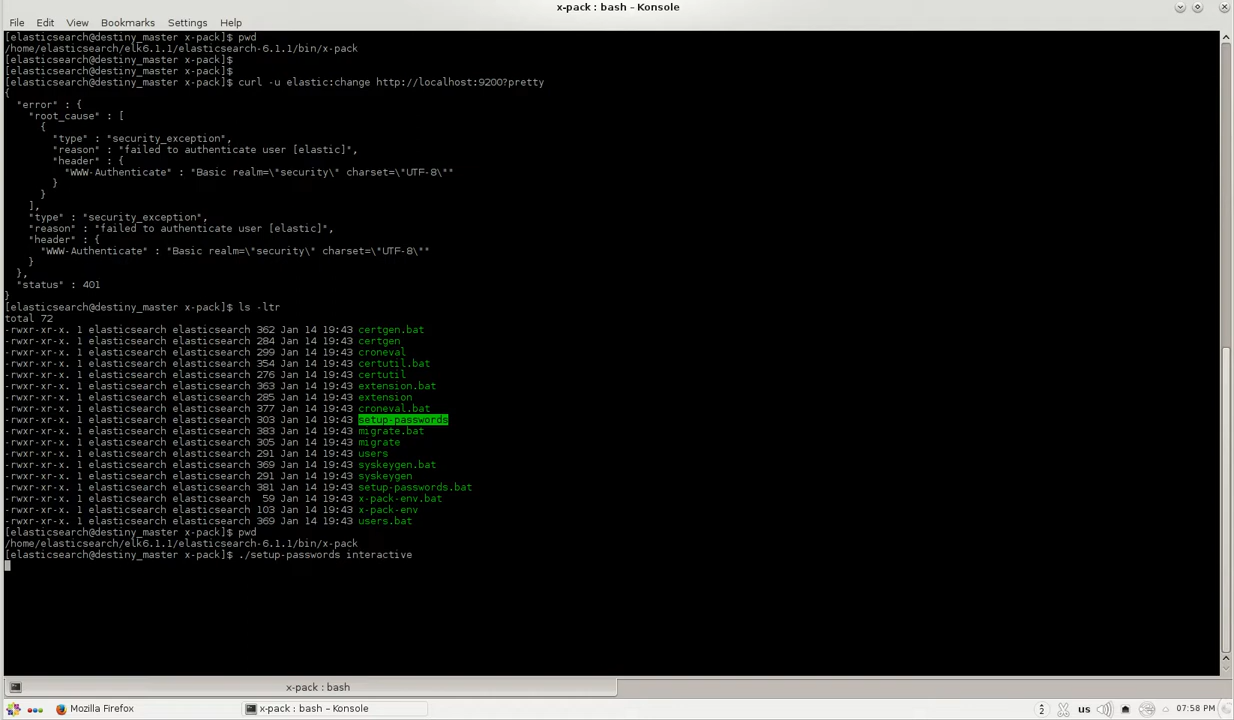 x-pack : bash – Konsole
File Edit View Bookmarks Settings Help
[elasticsearch@destiny_master x-pack]$ pwd
/home/elasticsearch/elk6.1.1/elasticsearch-6.1.1/bin/x-pack
[elasticsearch@destiny_master x-pack]$
[elasticsearch@destiny_master x-pack]$
[elasticsearch@destiny_master x-pack]$ curl -u elastic:change http://localhost:9200?pretty
{
"error" : {
"root_cause" : [
{
"type" : "security_exception",
"reason" : "failed to authenticate user [elastic]",
"header" : {
"WWW-Authenticate" : "Basic realm=\"security\" charset=\"UTF-8\""
}
}
],
"type" : "security_exception",
"reason" : "failed to authenticate user [elastic]",
"header" : {
"WWW-Authenticate" : "Basic realm=\"security\" charset=\"UTF-8\""
}
},
"status" : 401
}
[elasticsearch@destiny_master x-pack]$ ls -ltr
total 72
-rwxr-xr-x. 1 elasticsearch elasticsearch 362 Jan 14 19:43 certgen.bat
-rwxr-xr-x. 1 elasticsearch elasticsearch 284 Jan 14 19:43 certgen
-rwxr-xr-x. 1 elasticsearch elasticsearch 299 Jan 14 19:43 croneval
-rwxr-xr-x. 1 elasticsearch elasticsearch 354 Jan 14 19:43 certutil.bat
-rwxr-xr-x. 1 elasticsearch elasticsearch 276 Jan 14 19:43 certutil
-rwxr-xr-x. 1 elasticsearch elasticsearch 363 Jan 14 19:43 extension.bat
-rwxr-xr-x. 1 elasticsearch elasticsearch 285 Jan 14 19:43 extension
-rwxr-xr-x. 1 elasticsearch elasticsearch 377 Jan 14 19:43 croneval.bat
-rwxr-xr-x. 1 elasticsearch elasticsearch 303 Jan 14 19:43 setup-passwords
-rwxr-xr-x. 1 elasticsearch elasticsearch 383 Jan 14 19:43 migrate.bat
-rwxr-xr-x. 1 elasticsearch elasticsearch 305 Jan 14 19:43 migrate
-rwxr-xr-x. 1 elasticsearch elasticsearch 291 Jan 14 19:43 users
-rwxr-xr-x. 1 elasticsearch elasticsearch 369 Jan 14 19:43 syskeygen.bat
-rwxr-xr-x. 1 elasticsearch elasticsearch 291 Jan 14 19:43 syskeygen
-rwxr-xr-x. 1 elasticsearch elasticsearch 381 Jan 14 19:43 setup-passwords.bat
-rwxr-xr-x. 1 elasticsearch elasticsearch 59 Jan 14 19:43 x-pack-env.bat
-rwxr-xr-x. 1 elasticsearch elasticsearch 103 Jan 14 19:43 x-pack-env
-rwxr-xr-x. 1 elasticsearch elasticsearch 369 Jan 14 19:43 users.bat
[elasticsearch@destiny_master x-pack]$ pwd
/home/elasticsearch/elk6.1.1/elasticsearch-6.1.1/bin/x-pack
[elasticsearch@destiny_master x-pack]$ ./setup-passwords interactive
x-pack : bash
Mozilla Firefox x-pack : bash – Konsole 2 us 07:58 PM